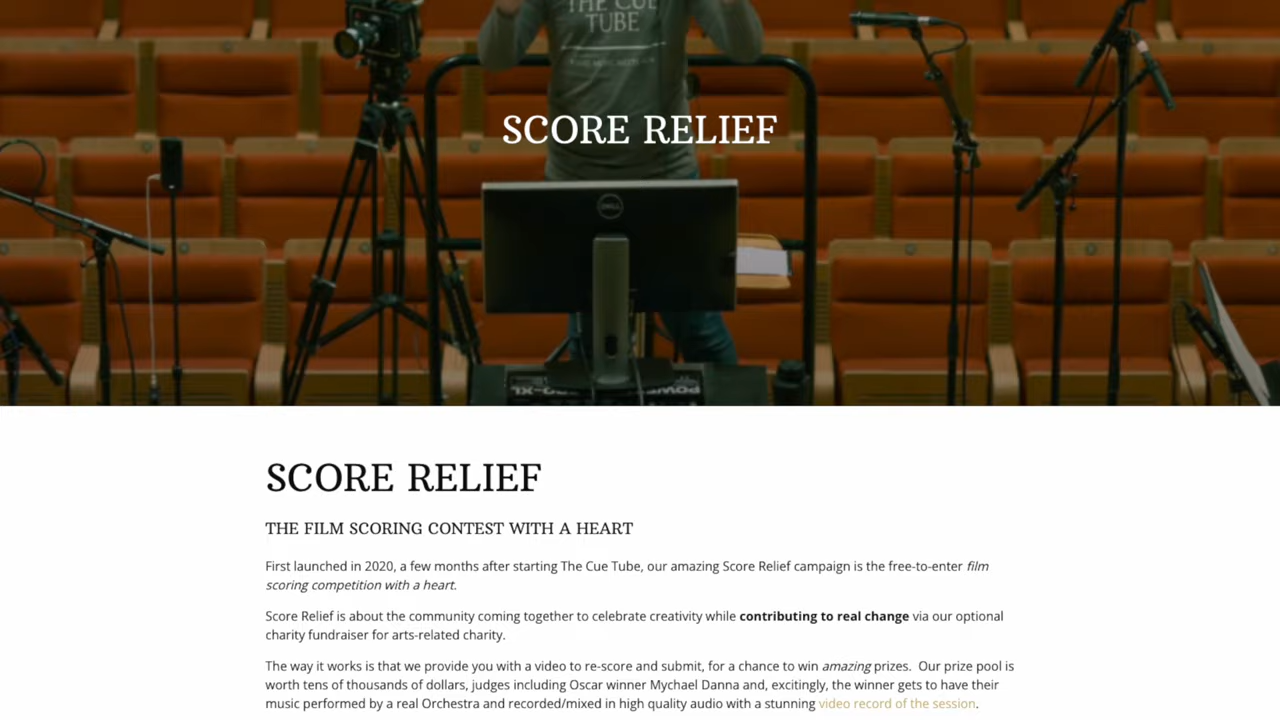 THE CUE
TUBE
SCORE RELIEF
DELL
SCORE RELIEF
THE FILM SCORING CONTEST WITH A HEART
First launched in 2020, a few months after starting The Cue Tube, our amazing Score Relief campaign is the free-to-enter film
scoring competition with a heart.
Score Relief is about the community coming together to celebrate creativity while contributing to real change via our optional
charity fundraiser for arts-related charity.
The way it works is that we provide you with a video to re-score and submit, for a chance to win amazing prizes.  Our prize pool is
worth tens of thousands of dollars, judges including Oscar winner Mychael Danna and, excitingly, the winner gets to have their
music performed by a real Orchestra and recorded/mixed in high quality audio with a stunning video record of the session.